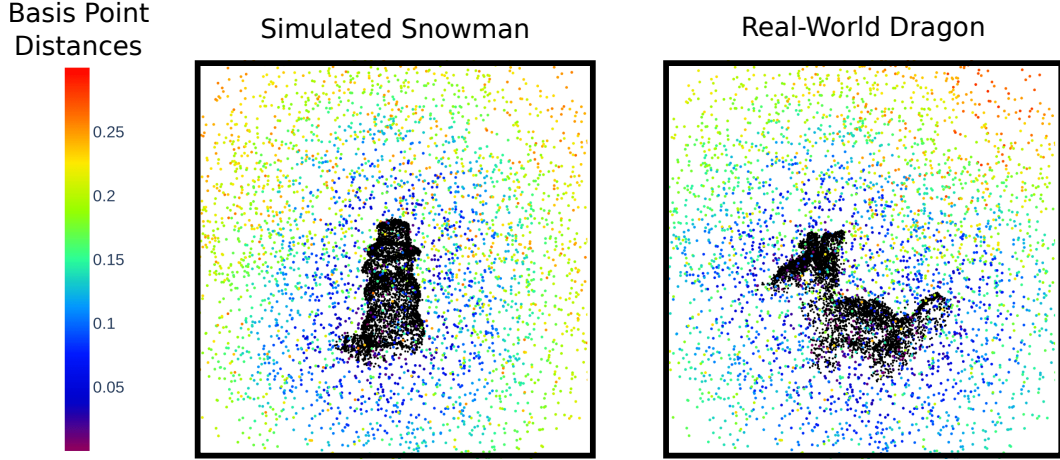 Basis Point
Distances
Simulated Snowman
Real-World Dragon
0.25
0.2
0.15
0.1
0.05